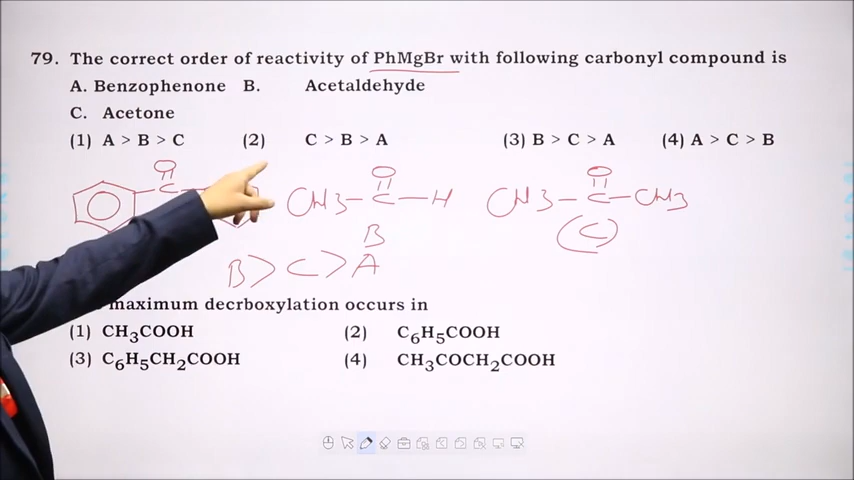 79. The correct order of reactivity of PhMgBr with following carbonyl compound is
A. Benzophenone B. Acetaldehyde
C. Acetone
(1) A > B > C (2) C > B > A (3) B > C > A (4) A > C > B
O O O
C CH3 – C – H CH3 – C – CH3
B (C)
B > C > A
maximum decrboxylation occurs in
(1) CH3COOH (2) C6H5COOH
(3) C6H5CH2COOH (4) CH3COCH2COOH